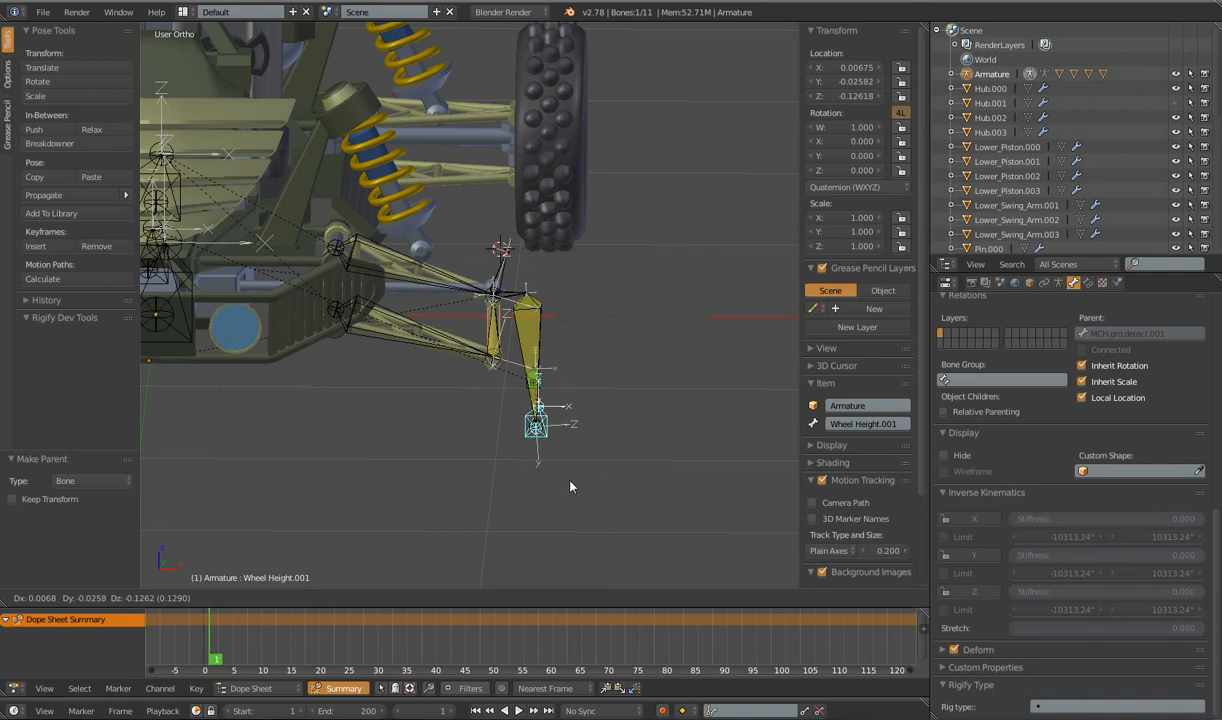 File Render Window Help Default Scene Blender Render v2.78 | Bones:1/11 | Mem:52.71M | Armature
Tools
Options
Grease Pencil
Pose Tools
Transform:
Translate
Rotate
Scale
In-Between:
Push Relax
Breakdowner
Pose:
Copy Paste
Propagate
Add To Library
Keyframes:
Insert Remove
Motion Paths:
Calculate
History
Rigify Dev Tools
Make Parent
Type: Bone
Keep Transform
User Ortho
(1) Armature : Wheel Height.001
Dx: 0.0068 Dy: -0.0258 Dz: -0.1262 (0.1290)
Transform
Location:
X: 0.00675
Y: -0.02582
Z: -0.12618
Rotation: 4L
W: 1.000
X: 0.000
Y: 0.000
Z: 0.000
Quaternion (WXYZ)
Scale:
X: 1.000
Y: 1.000
Z: 1.000
Grease Pencil Layers
Scene Object
New
New Layer
View
3D Cursor
Item
Armature
Wheel Height.001
Display
Shading
Motion Tracking
Camera Path
3D Marker Names
Track Type and Size:
Plain Axes 0.200
Background Images
Scene
RenderLayers
World
Armature
Hub.000
Hub.001
Hub.002
Hub.003
Lower_Piston.000
Lower_Piston.001
Lower_Piston.002
Lower_Piston.003
Lower_Swing_Arm.001
Lower_Swing_Arm.002
Lower_Swing_Arm.003
Pin.000
View Search All Scenes
Relations
Layers: Parent:
MCH.grd.detect.001
Connected
Bone Group: Inherit Rotation
Inherit Scale
Object Children: Local Location
Relative Parenting
Display
Hide Custom Shape:
Wireframe
Inverse Kinematics
X Stiffness: 0.000
Limit -10313.24° 10313.24°
Y Stiffness: 0.000
Limit -10313.24° 10313.24°
Z Stiffness: 0.000
Limit -10313.24° 10313.24°
Stretch: 0.000
Deform
Custom Properties
Rigify Type
Rig type:
Dope Sheet Summary
1
-5 0 5 10 15 20 25 30 35 40 45 50 55 60 65 70 75 80 85 90 95 100 105 110 115 120
View Select Marker Channel Key Dope Sheet Summary Filters Nearest Frame
View Marker Frame Playback Start: 1 End: 200 1 No Sync